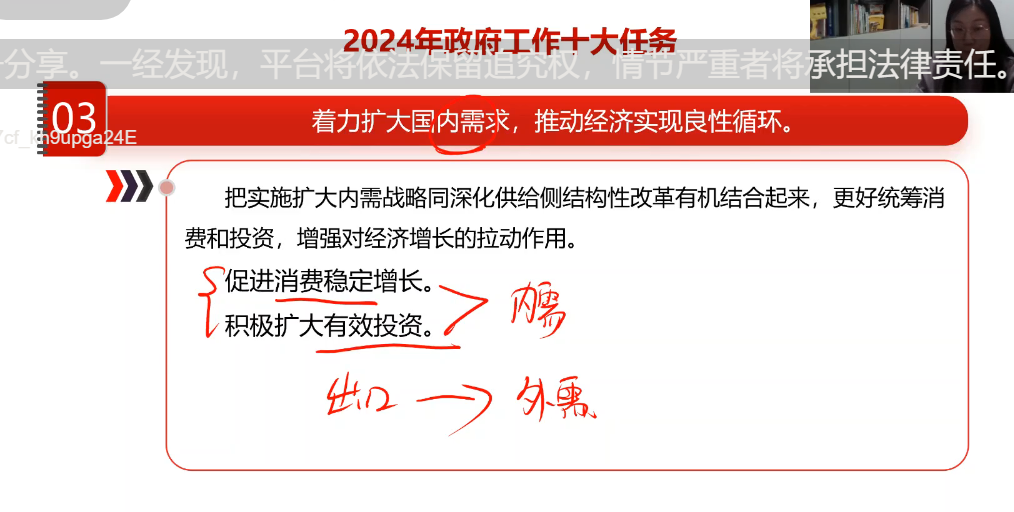 2024年政府工作十大任务
分享。一经发现，平台将依法保留追究权，情节严重者将承担法律责任。
03
着力扩大国内需求，推动经济实现良性循环。
cf_kh9upga24E
把实施扩大内需战略同深化供给侧结构性改革有机结合起来，更好统筹消
费和投资，增强对经济增长的拉动作用。
促进消费稳定增长。
积极扩大有效投资。
内需
出口 → 外需